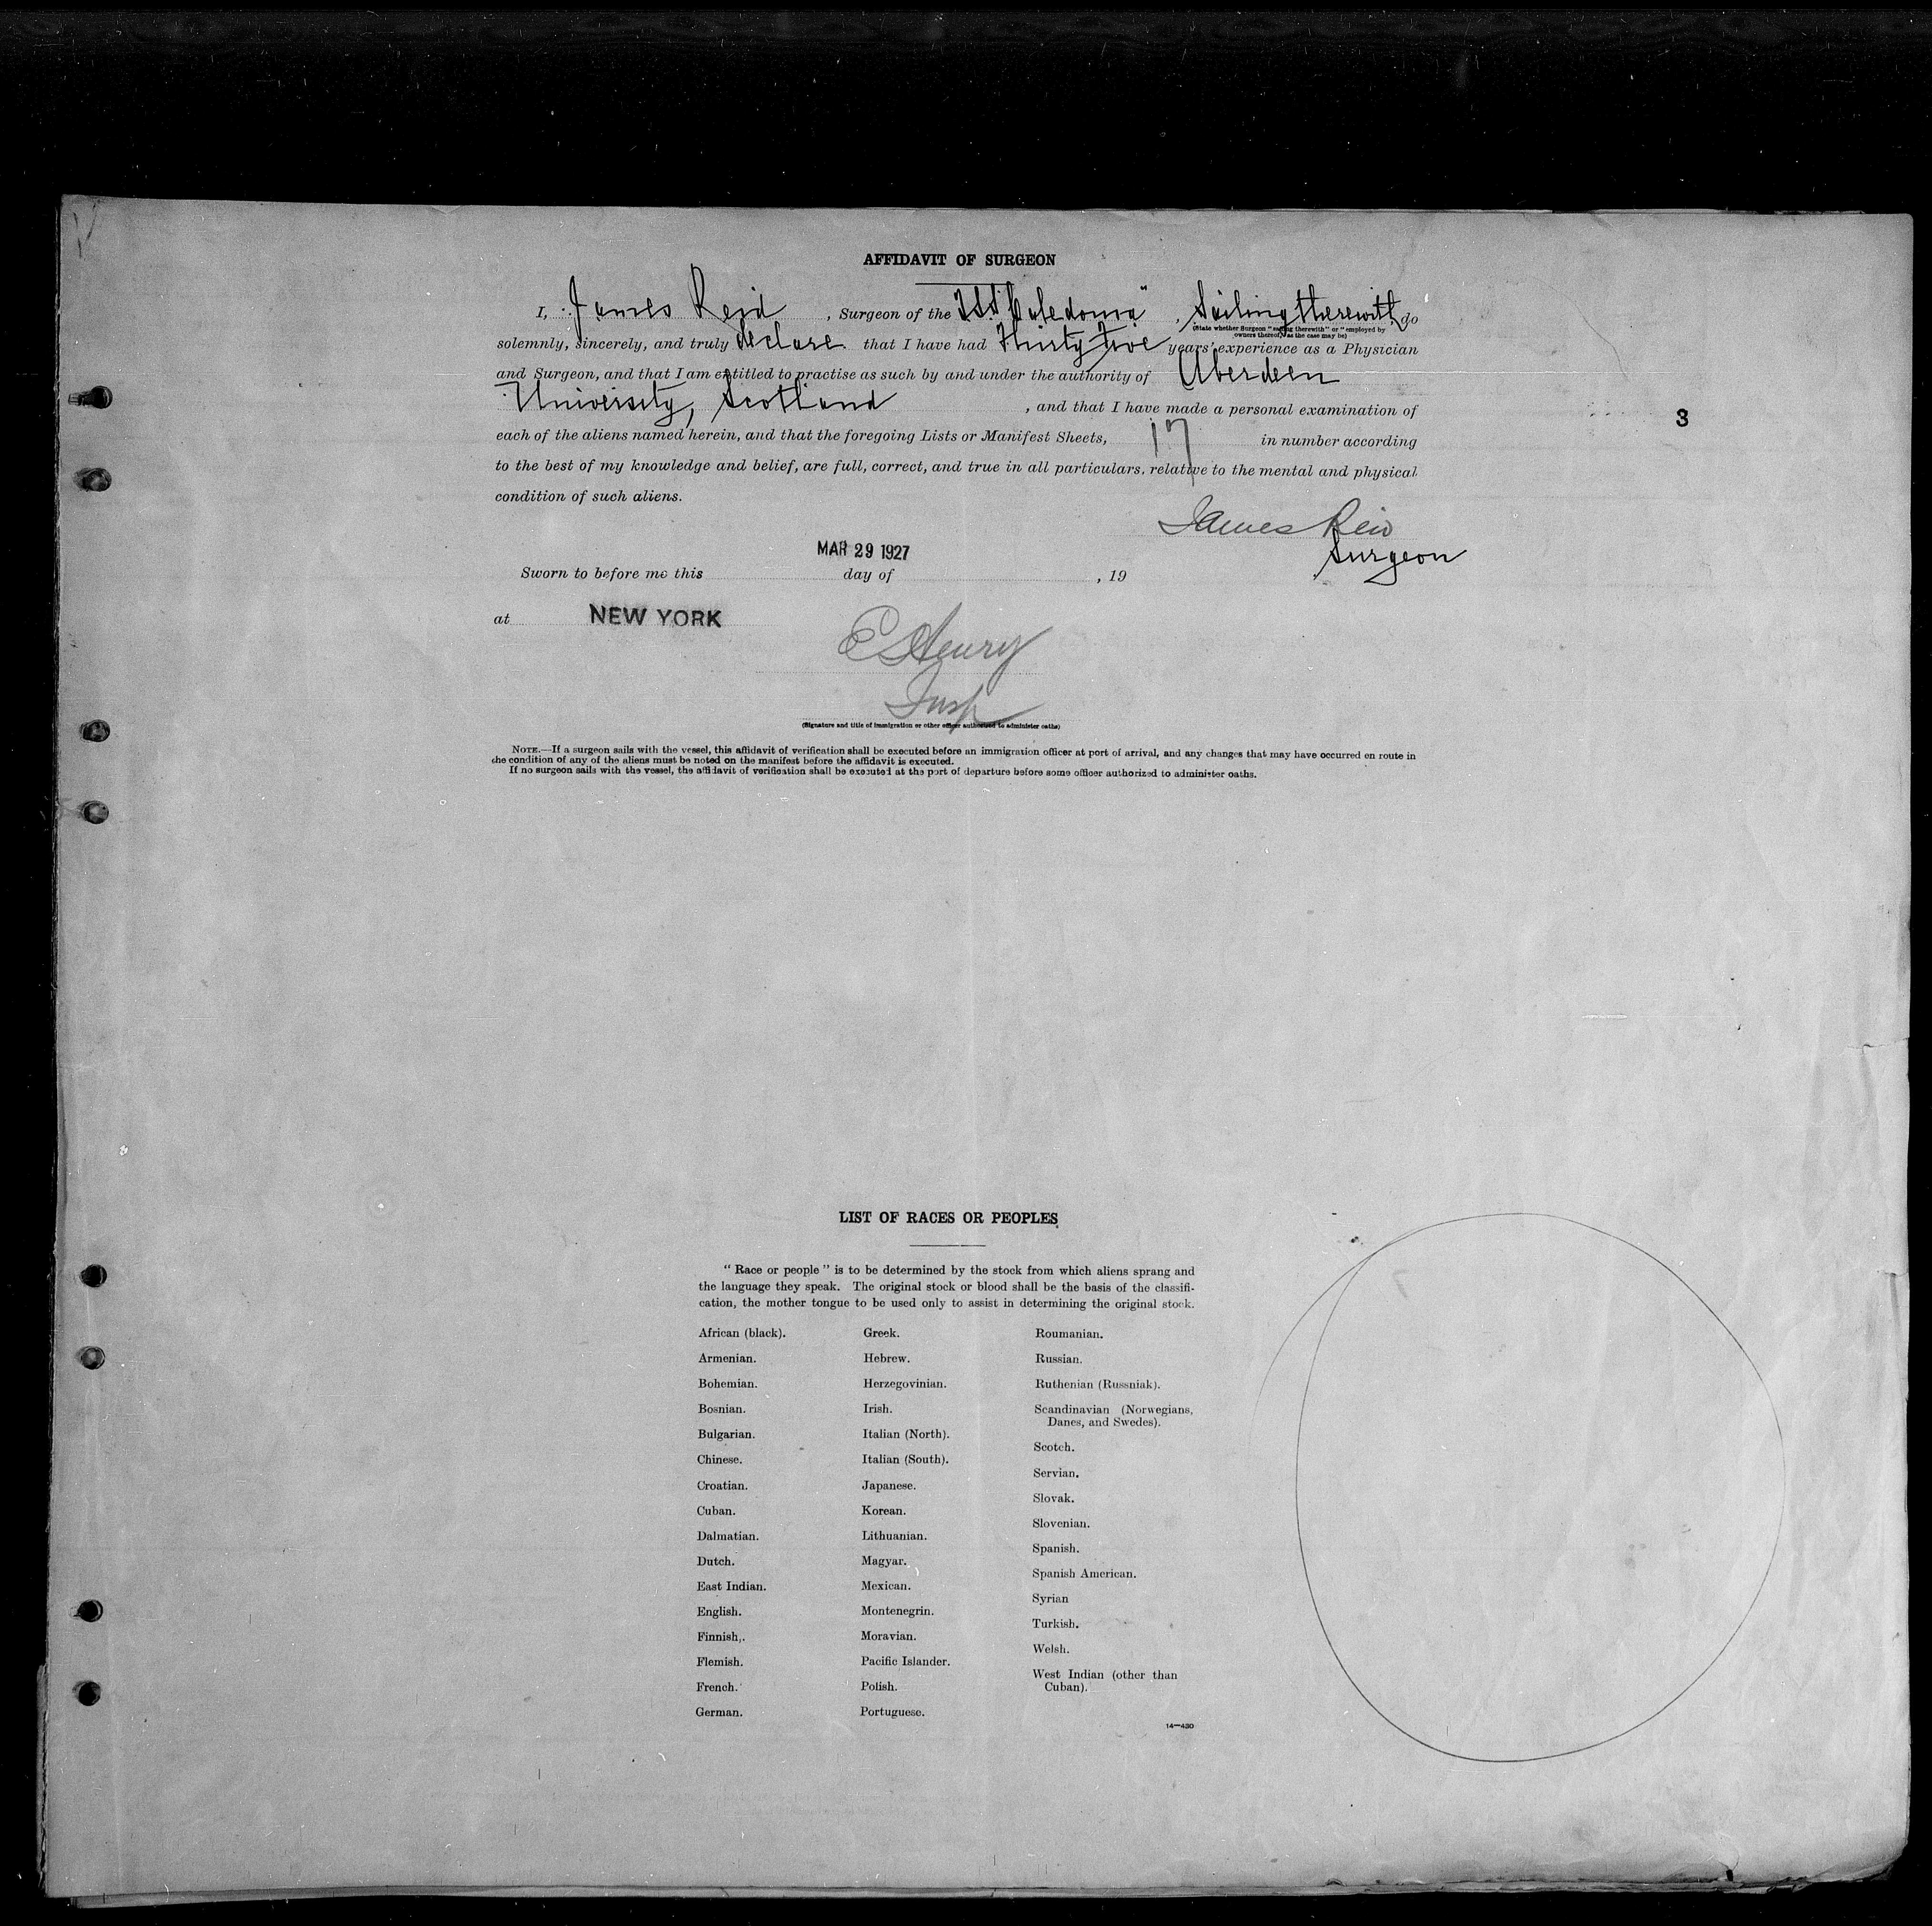 AFFIDAVIT OF SURGEON
I, James Reid, Surgeon of the T.S.S. "Caledonia", Sailing therewith, do
(State whether Surgeon "sailing therewith" or "employed by
owners thereof," as the case may be)
solemnly, sincerely, and truly declare that I have had Thirty Five years' experience as a Physician
and Surgeon, and that I am entitled to practise as such by and under the authority of Aberdeen
University, Scotland, and that I have made a personal examination of
3
each of the aliens named herein, and that the foregoing Lists or Manifest Sheets, 17 in number according
to the best of my knowledge and belief, are full, correct, and true in all particulars, relative to the mental and physical
condition of such aliens.
James Reid
Surgeon
MAR 29 1927
Sworn to before me this day of , 19
at NEW YORK
E Henry
Insp
(Signature and title of immigration or other officer authorized to administer oaths)
NOTE.—If a surgeon sails with the vessel, this affidavit of verification shall be executed before an immigration officer at port of arrival, and any changes that may have occurred en route in
the condition of any of the aliens must be noted on the manifest before the affidavit is executed.
If no surgeon sails with the vessel, the affidavit of verification shall be executed at the port of departure before some officer authorized to administer oaths.
LIST OF RACES OR PEOPLES
"Race or people" is to be determined by the stock from which aliens sprang and
the language they speak. The original stock or blood shall be the basis of the classifi-
cation, the mother tongue to be used only to assist in determining the original stock.
African (black).
Armenian.
Bohemian.
Bosnian.
Bulgarian.
Chinese.
Croatian.
Cuban.
Dalmatian.
Dutch.
East Indian.
English.
Finnish.
Flemish.
French.
German.
Greek.
Hebrew.
Herzegovinian.
Irish.
Italian (North).
Italian (South).
Japanese.
Korean.
Lithuanian.
Magyar.
Mexican.
Montenegrin.
Moravian.
Pacific Islander.
Polish.
Portuguese.
Roumanian.
Russian.
Ruthenian (Russniak).
Scandinavian (Norwegians,
Danes, and Swedes).
Scotch.
Servian.
Slovak.
Slovenian.
Spanish.
Spanish American.
Syrian
Turkish.
Welsh.
West Indian (other than
Cuban).
14—430